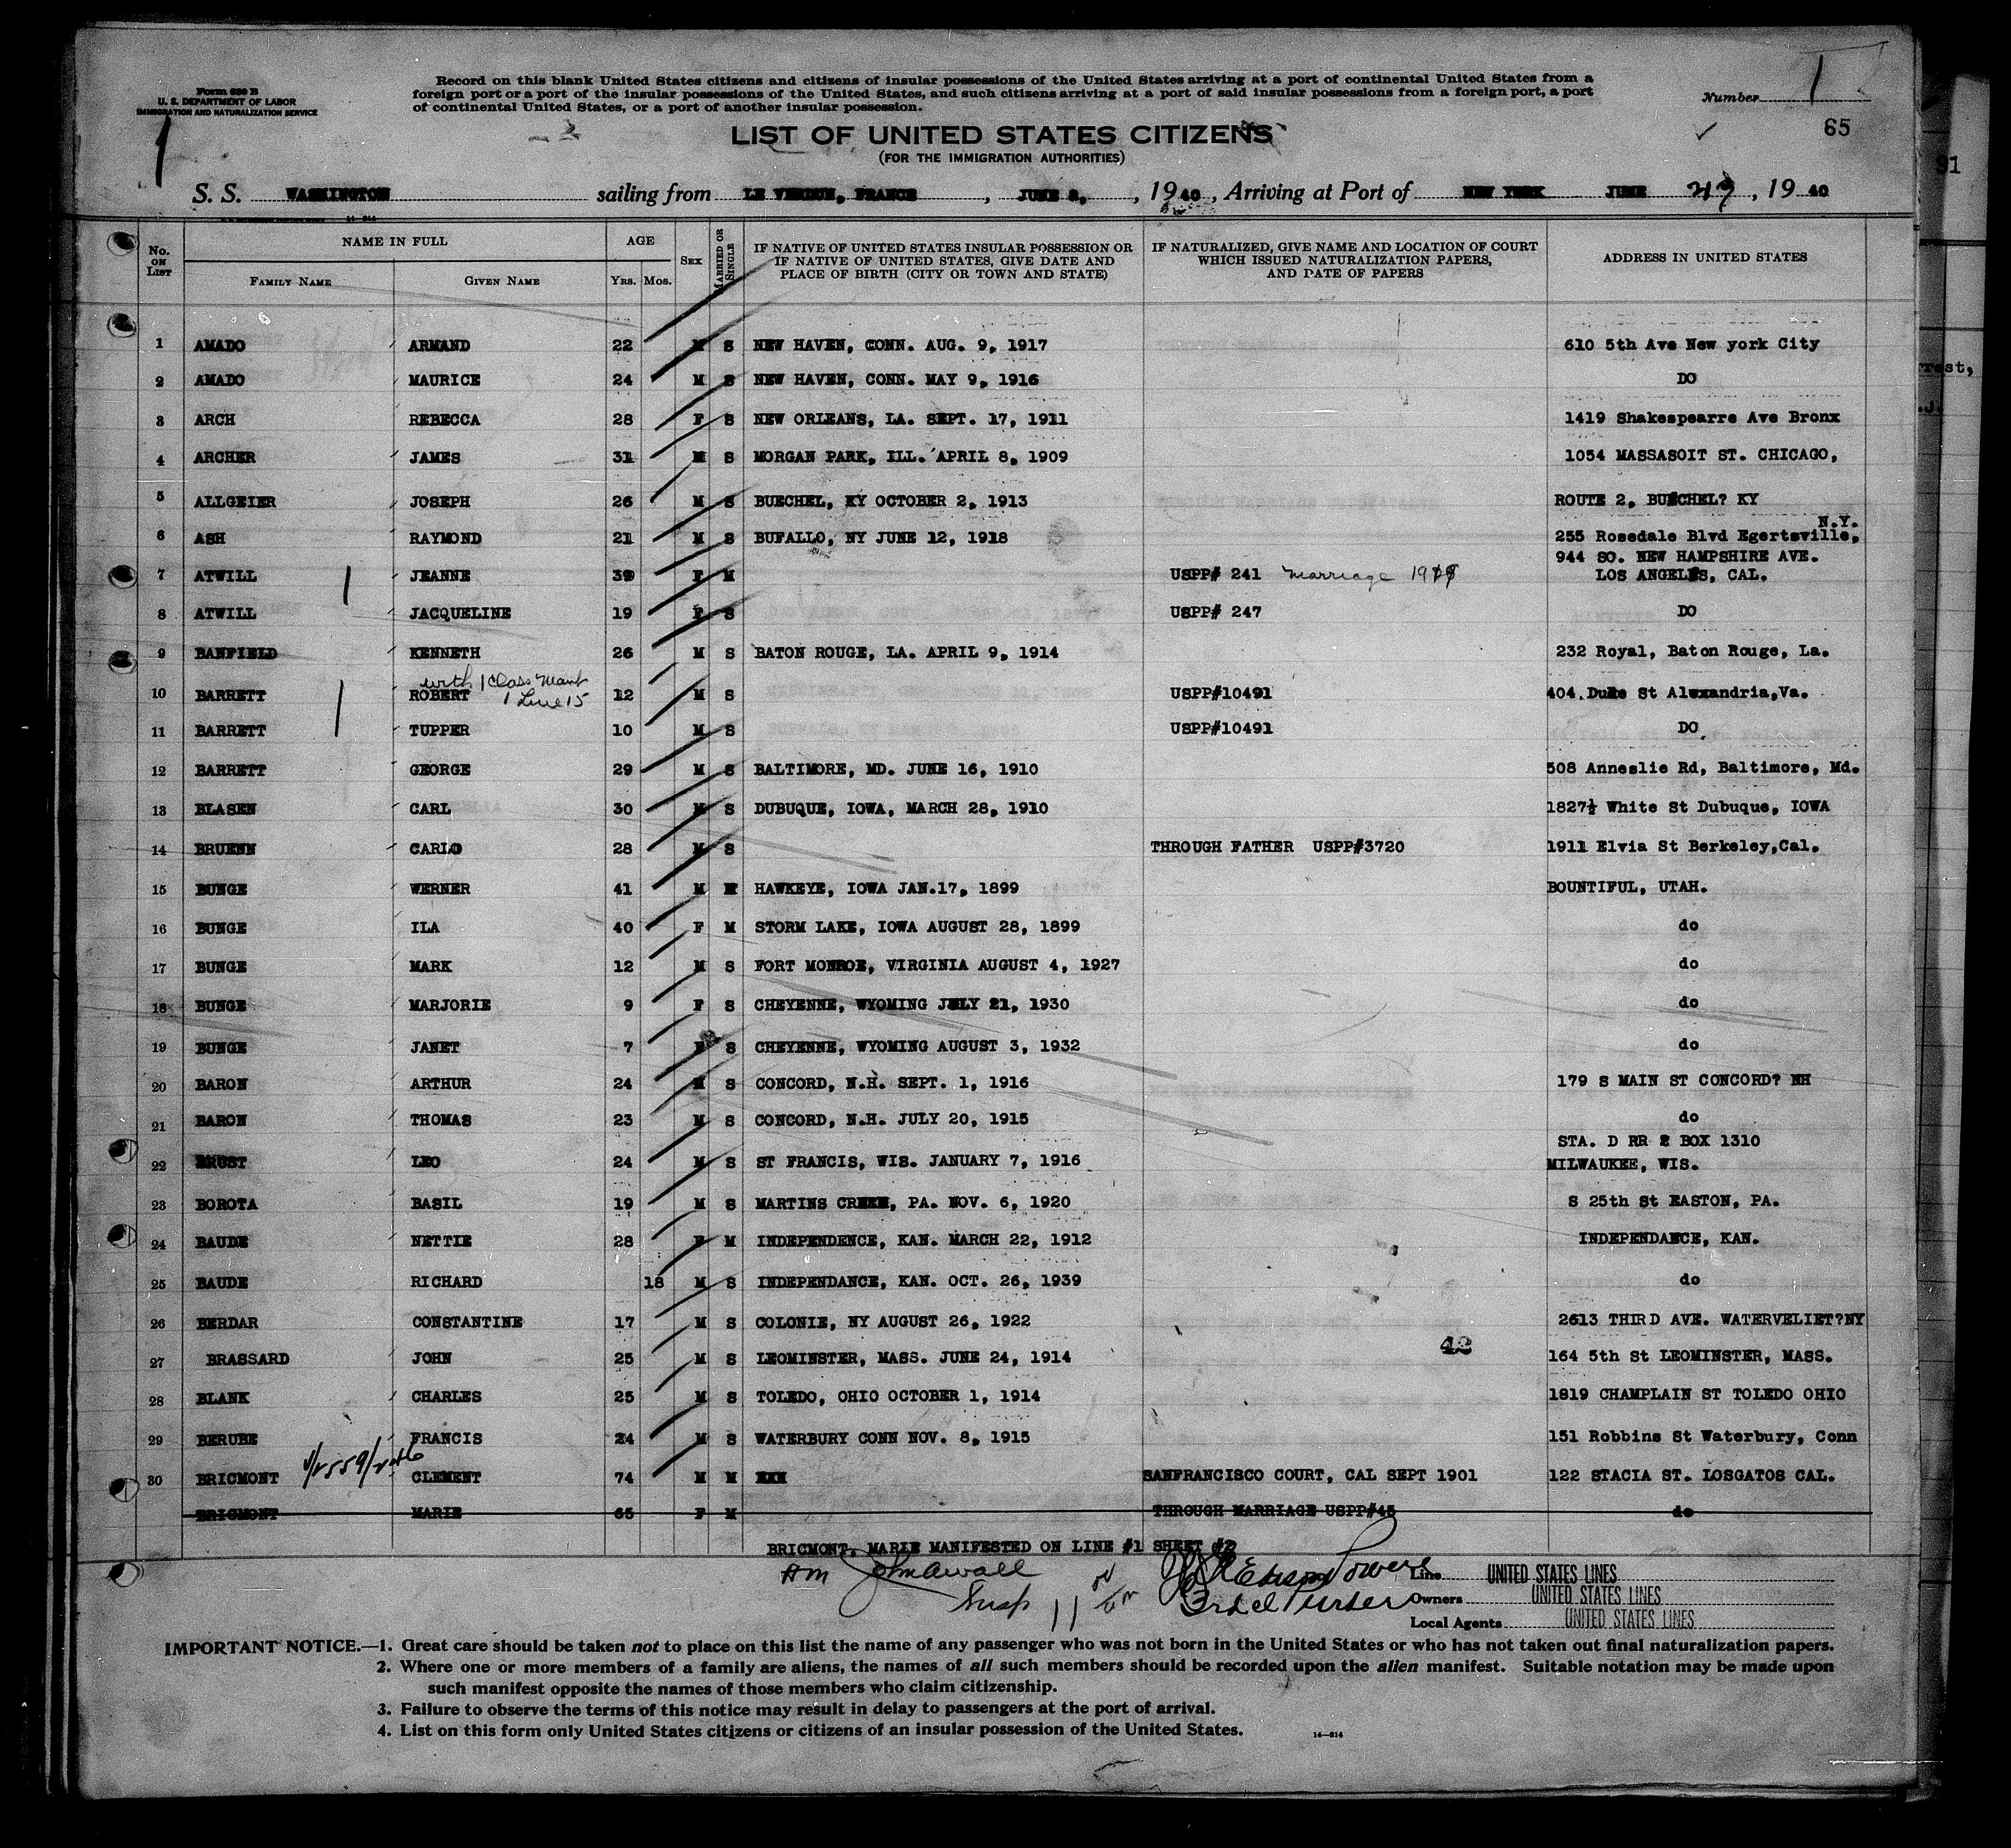 Form 630 B
U. S. DEPARTMENT OF LABOR
IMMIGRATION AND NATURALIZATION SERVICE
Record on this blank United States citizens and citizens of insular possessions of the United States arriving at a port of continental United States from a
foreign port or a port of the insular possessions of the United States, and such citizens arriving at a port of said insular possessions from a foreign port, a port
of continental United States, or a port of another insular possession.
Number 1
65
LIST OF UNITED STATES CITIZENS
(FOR THE IMMIGRATION AUTHORITIES)
S. S. WASHINGTON sailing from LE VERDUN, FRANCE, JUNE 8, 1940, Arriving at Port of NEW YORK JUNE , 1940
No. ON LIST NAME IN FULL AGE SEX MARRIED OR SINGLE IF NATIVE OF UNITED STATES INSULAR POSSESSION OR IF NATIVE OF UNITED STATES, GIVE DATE AND PLACE OF BIRTH (CITY OR TOWN AND STATE) IF NATURALIZED, GIVE NAME AND LOCATION OF COURT WHICH ISSUED NATURALIZATION PAPERS, AND DATE OF PAPERS ADDRESS IN UNITED STATES
FAMILY NAME GIVEN NAME YRS. MOS.
1 AMADO ARMAND 22 M S NEW HAVEN, CONN. AUG. 9, 1917 610 5th Ave New york City
2 AMADO MAURICE 24 M S NEW HAVEN, CONN. MAY 9, 1916 DO
3 ARCH REBECCA 28 F S NEW ORLEANS, LA. SEPT. 17, 1911 1419 Shakespearre Ave Bronx
4 ARCHER JAMES 31 M S MORGAN PARK, ILL. APRIL 8, 1909 1054 MASSASOIT ST. CHICAGO,
5 ALLGEIER JOSEPH 26 M S BUECHEL, KY OCTOBER 2, 1913 ROUTE 2, BUECHEL? KY
6 ASH RAYMOND 21 M S BUFALLO, NY JUNE 12, 1918 255 Rosedale Blvd Egertsville, N.Y.
7 ATWILL JEANNE 39 F M USPP# 241 marriage 944 SO. NEW HAMPSHIRE AVE. LOS ANGELES, CAL.
8 ATWILL JACQUELINE 19 F S USPP# 247 DO
9 BANFIELD KENNETH 26 M S BATON ROUGE, LA. APRIL 9, 1914 232 Royal, Baton Rouge, La.
with 1 Class Manf
1 Line 15
10 BARRETT ROBERT 12 M S USPP#10491 404 Duke St Alexandria,Va.
11 BARRETT TUPPER 10 M S USPP#10491 DO
12 BARRETT GEORGE 29 M S BALTIMORE, MD. JUNE 16, 1910 508 Anneslie Rd, Baltimore, Md.
13 BLASEN CARL 30 M S DUBUQUE, IOWA, MARCH 28, 1910 1827½ White St Dubuque, IOWA
14 BRUENN CARLO 28 M S THROUGH FATHER USPP#3720 1911 Elvia St Berkeley,Cal.
15 BUNGE WERNER 41 M M HAWKEYE, IOWA JAN.17, 1899 BOUNTIFUL, UTAH.
16 BUNGE ILA 40 F M STORM LAKE, IOWA AUGUST 28, 1899 do
17 BUNGE MARK 12 M S FORT MONROE, VIRGINIA AUGUST 4, 1927 do
18 BUNGE MARJORIE 9 F S CHEYENNE, WYOMING JULY 21, 1930 do
19 BUNGE JANET 7 F S CHEYENNE, WYOMING AUGUST 3, 1932 do
20 BARON ARTHUR 24 M S CONCORD, N.H. SEPT. 1, 1916 179 S MAIN ST CONCORD? NH
21 BARON THOMAS 23 M S CONCORD, N.H. JULY 20, 1915 do
22 BRUST LEO 24 M S ST FRANCIS, WIS. JANUARY 7, 1916 STA. D RR 2 BOX 1310 MILWAUKEE, WIS.
23 BOROTA BASIL 19 M S MARTINS CREEK, PA. NOV. 6, 1920 S 25th St EASTON, PA.
24 BAUDE NETTIE 28 F M INDEPENDENCE, KAN. MARCH 22, 1912 INDEPENDANCE, KAN.
25 BAUDE RICHARD 18 M S INDEPENDANCE, KAN. OCT. 26, 1939 do
26 BERDAR CONSTANTINE 17 M S COLONIE, NY AUGUST 26, 1922 2613 THIRD AVE. WATERVELIET?NY
42
27 BRASSARD JOHN 25 M S LEOMINSTER, MASS. JUNE 24, 1914 164 5th St LEOMINSTER, MASS.
28 BLANK CHARLES 25 M S TOLEDO, OHIO OCTOBER 1, 1914 1819 CHAMPLAIN ST TOLEDO OHIO
29 BERUBE FRANCIS 24 M S WATERBURY CONN NOV. 8, 1915 151 Robbins St Waterbury, Conn
30 BRICMONT CLEMENT 74 M M XXX SANFRANCISCO COURT, CAL SEPT 1901 122 STACIA ST. LOSGATOS CAL.
BRICMONT MARIE 65 F M THROUGH MARRIAGE USPP#45 do
BRICMONT. MARIE MANIFESTED ON LINE #1 SHEET #2
Line UNITED STATES LINES
Owners UNITED STATES LINES
Local Agents UNITED STATES LINES
IMPORTANT NOTICE.—1. Great care should be taken not to place on this list the name of any passenger who was not born in the United States or who has not taken out final naturalization papers.
2. Where one or more members of a family are aliens, the names of all such members should be recorded upon the alien manifest. Suitable notation may be made upon
such manifest opposite the names of those members who claim citizenship.
3. Failure to observe the terms of this notice may result in delay to passengers at the port of arrival.
4. List on this form only United States citizens or citizens of an insular possession of the United States.
14—214